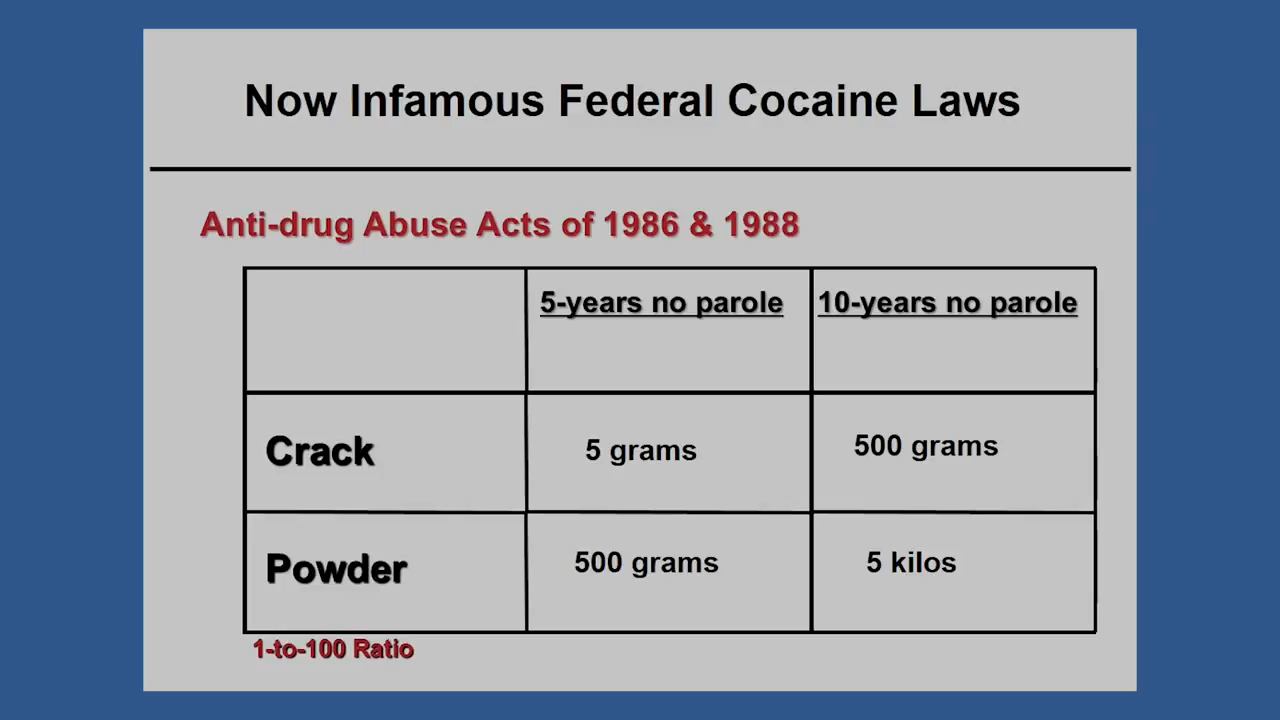 Now Infamous Federal Cocaine Laws
Anti-drug Abuse Acts of 1986 & 1988
5-years no parole 10-years no parole
Crack 5 grams 500 grams
Powder 500 grams 5 kilos
1-to-100 Ratio